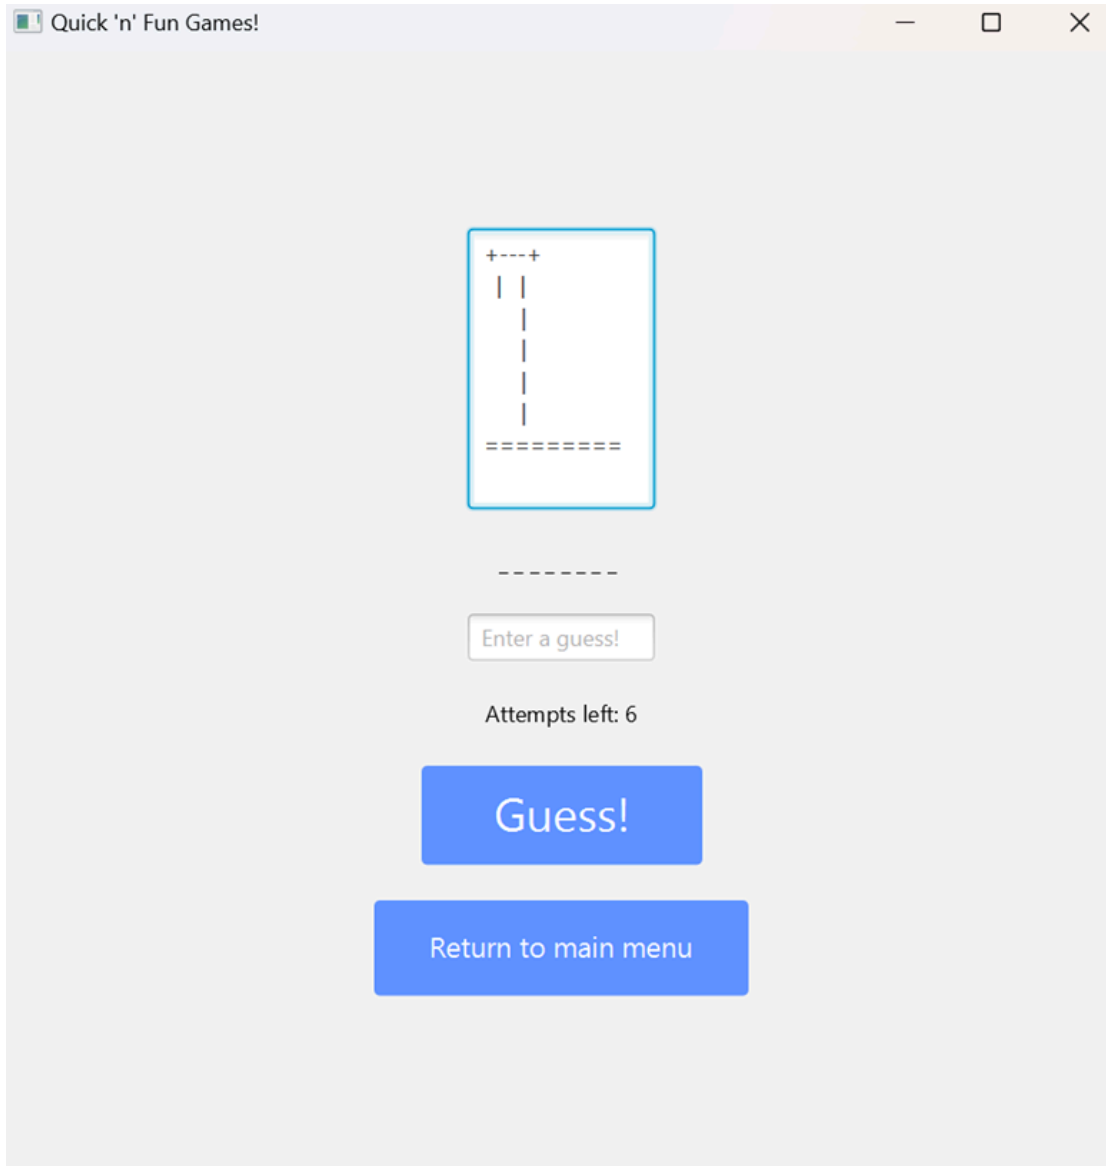 Quick 'n' Fun Games!
+---+
| |
|
|
|
|
=========
--------
Enter a guess!
Attempts left: 6
Guess!
Return to main menu